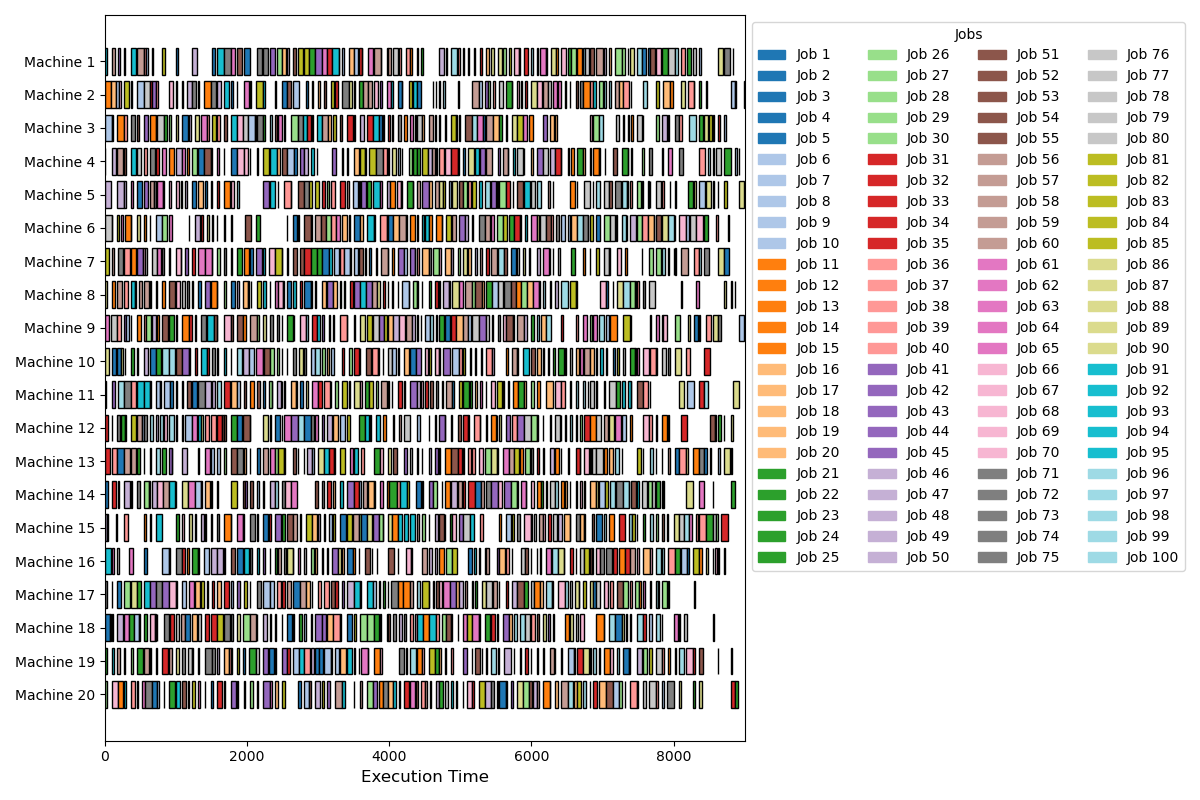 Machine 1
Machine 2
Machine 3
Machine 4
Machine 5
Machine 6
Machine 7
Machine 8
Machine 9
Machine 10
Machine 11
Machine 12
Machine 13
Machine 14
Machine 15
Machine 16
Machine 17
Machine 18
Machine 19
Machine 20
0 2000 4000 6000 8000
Execution Time
Jobs
Job 1 Job 26 Job 51 Job 76
Job 2 Job 27 Job 52 Job 77
Job 3 Job 28 Job 53 Job 78
Job 4 Job 29 Job 54 Job 79
Job 5 Job 30 Job 55 Job 80
Job 6 Job 31 Job 56 Job 81
Job 7 Job 32 Job 57 Job 82
Job 8 Job 33 Job 58 Job 83
Job 9 Job 34 Job 59 Job 84
Job 10 Job 35 Job 60 Job 85
Job 11 Job 36 Job 61 Job 86
Job 12 Job 37 Job 62 Job 87
Job 13 Job 38 Job 63 Job 88
Job 14 Job 39 Job 64 Job 89
Job 15 Job 40 Job 65 Job 90
Job 16 Job 41 Job 66 Job 91
Job 17 Job 42 Job 67 Job 92
Job 18 Job 43 Job 68 Job 93
Job 19 Job 44 Job 69 Job 94
Job 20 Job 45 Job 70 Job 95
Job 21 Job 46 Job 71 Job 96
Job 22 Job 47 Job 72 Job 97
Job 23 Job 48 Job 73 Job 98
Job 24 Job 49 Job 74 Job 99
Job 25 Job 50 Job 75 Job 100